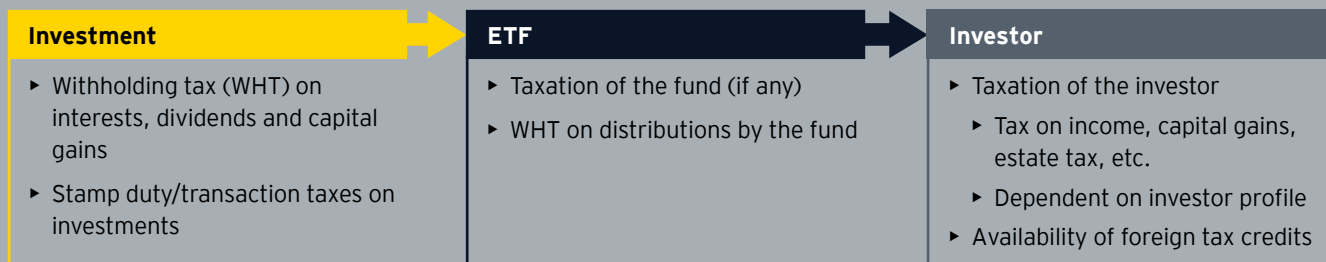 Investment
▸ Withholding tax (WHT) on
interests, dividends and capital
gains
▸ Stamp duty/transaction taxes on
investments
ETF
▸ Taxation of the fund (if any)
▸ WHT on distributions by the fund
Investor
▸ Taxation of the investor
▸ Tax on income, capital gains,
estate tax, etc.
▸ Dependent on investor profile
▸ Availability of foreign tax credits